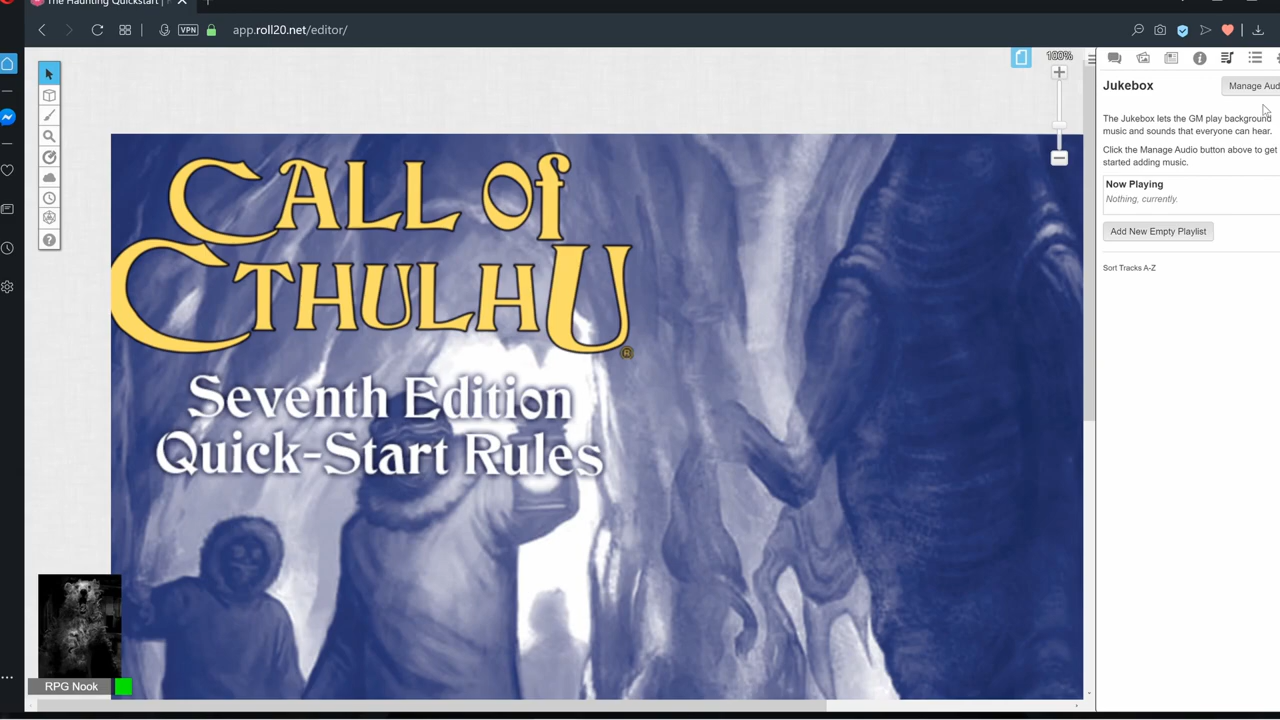 The Haunting Quickstart |
VPN
app.roll20.net/editor/
100%
Jukebox
Manage Aud
The Jukebox lets the GM play background
music and sounds that everyone can hear.
Click the Manage Audio button above to get
started adding music.
Now Playing
Nothing, currently.
Add New Empty Playlist
Sort Tracks A-Z
CALL of
CTHULHU
®
Seventh Edition
Quick-Start Rules
RPG Nook